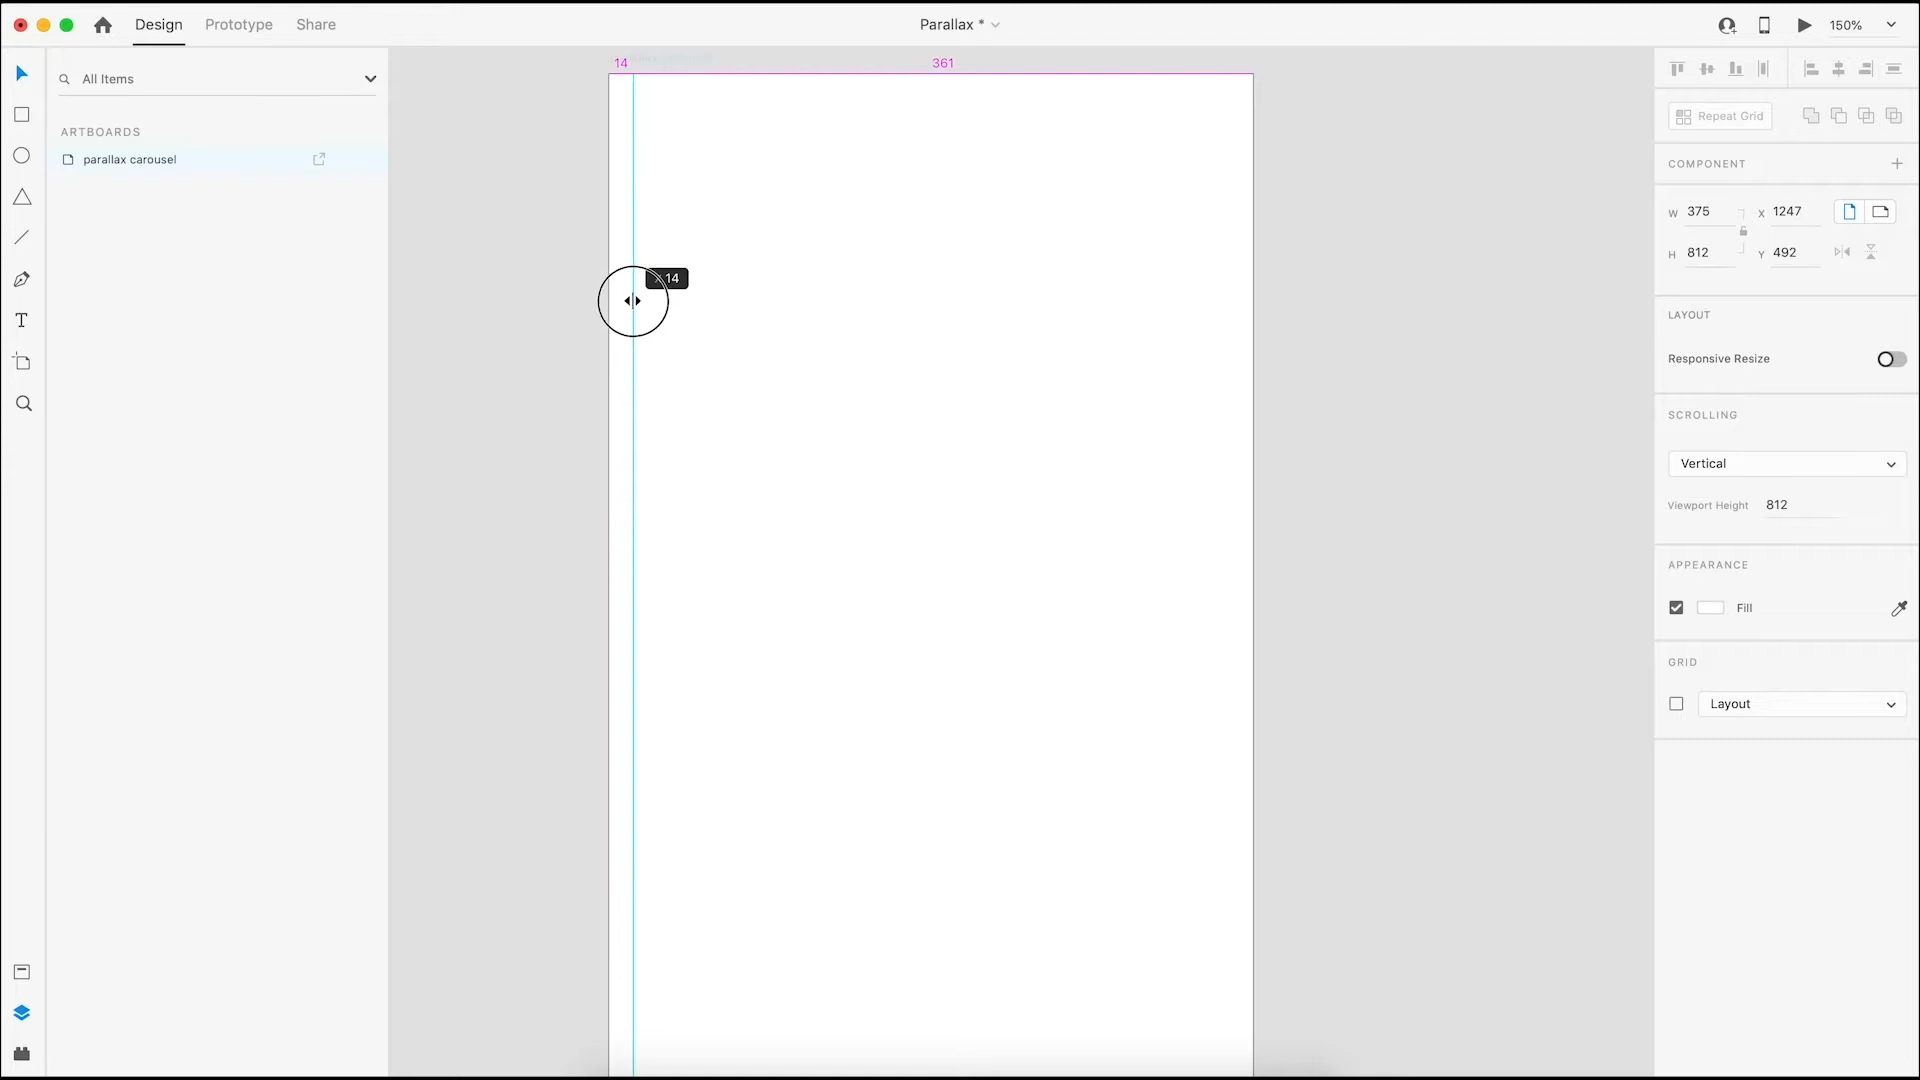 Design Prototype Share
Parallax *
150%
All Items
14
361
ARTBOARDS
parallax carousel
14
T
Repeat Grid
COMPONENT
W 375 X 1247
H 812 Y 492
LAYOUT
Responsive Resize
SCROLLING
Vertical
Viewport Height 812
APPEARANCE
Fill
GRID
Layout